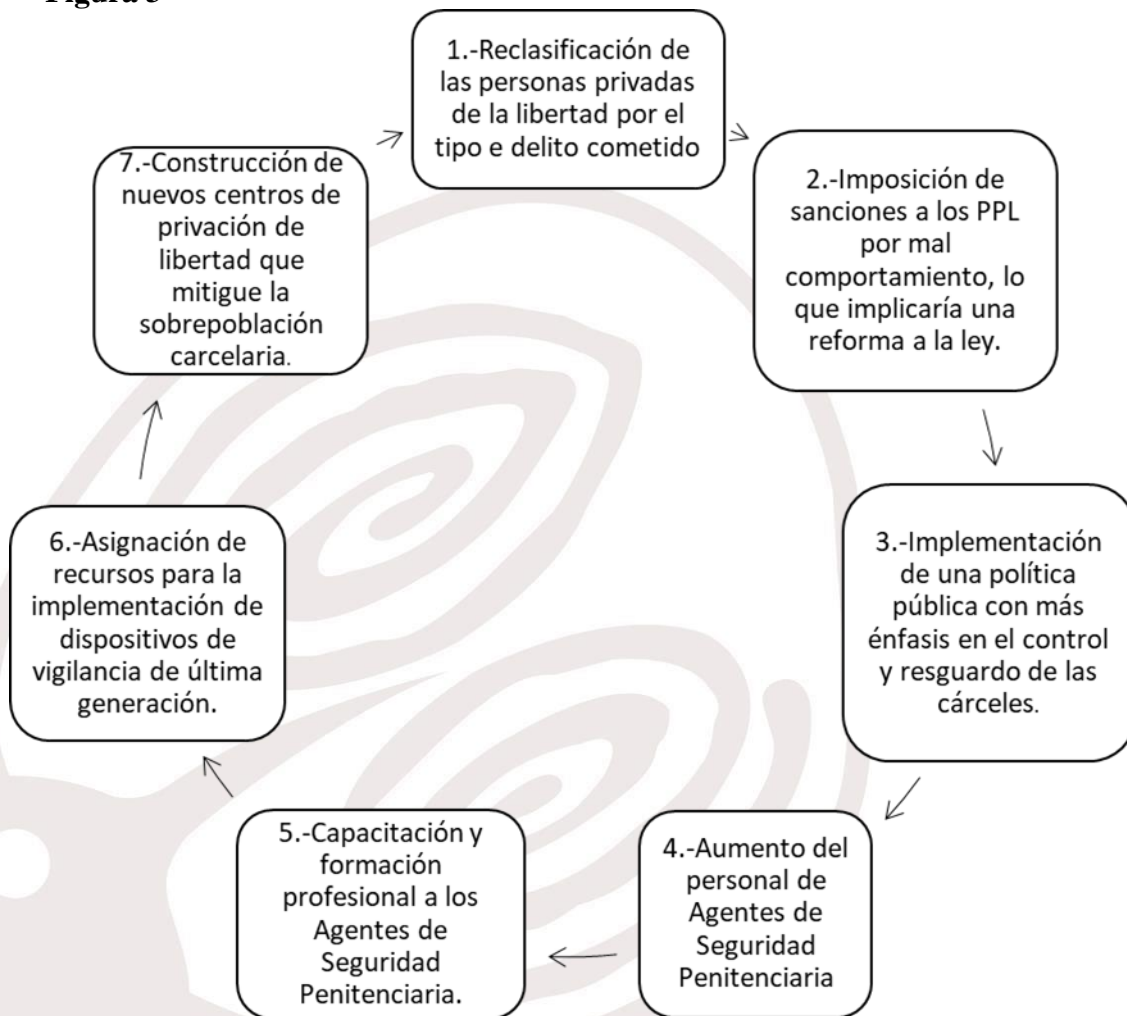 1.-Reclasificación de
las personas privadas
de la libertad por el
tipo e delito cometido
2.-Imposición de
sanciones a los PPL
por mal
comportamiento, lo
que implicaría una
reforma a la ley.
3.-Implementación
de una política
pública con más
énfasis en el control
y resguardo de las
cárceles.
4.-Aumento del
personal de
Agentes de
Seguridad
Penitenciaria
5.-Capacitación y
formación
profesional a los
Agentes de
Seguridad
Penitenciaria.
6.-Asignación de
recursos para la
implementación de
dispositivos de
vigilancia de última
generación.
7.-Construcción de
nuevos centros de
privación de
libertad que
mitigue la
sobrepoblación
carcelaria.